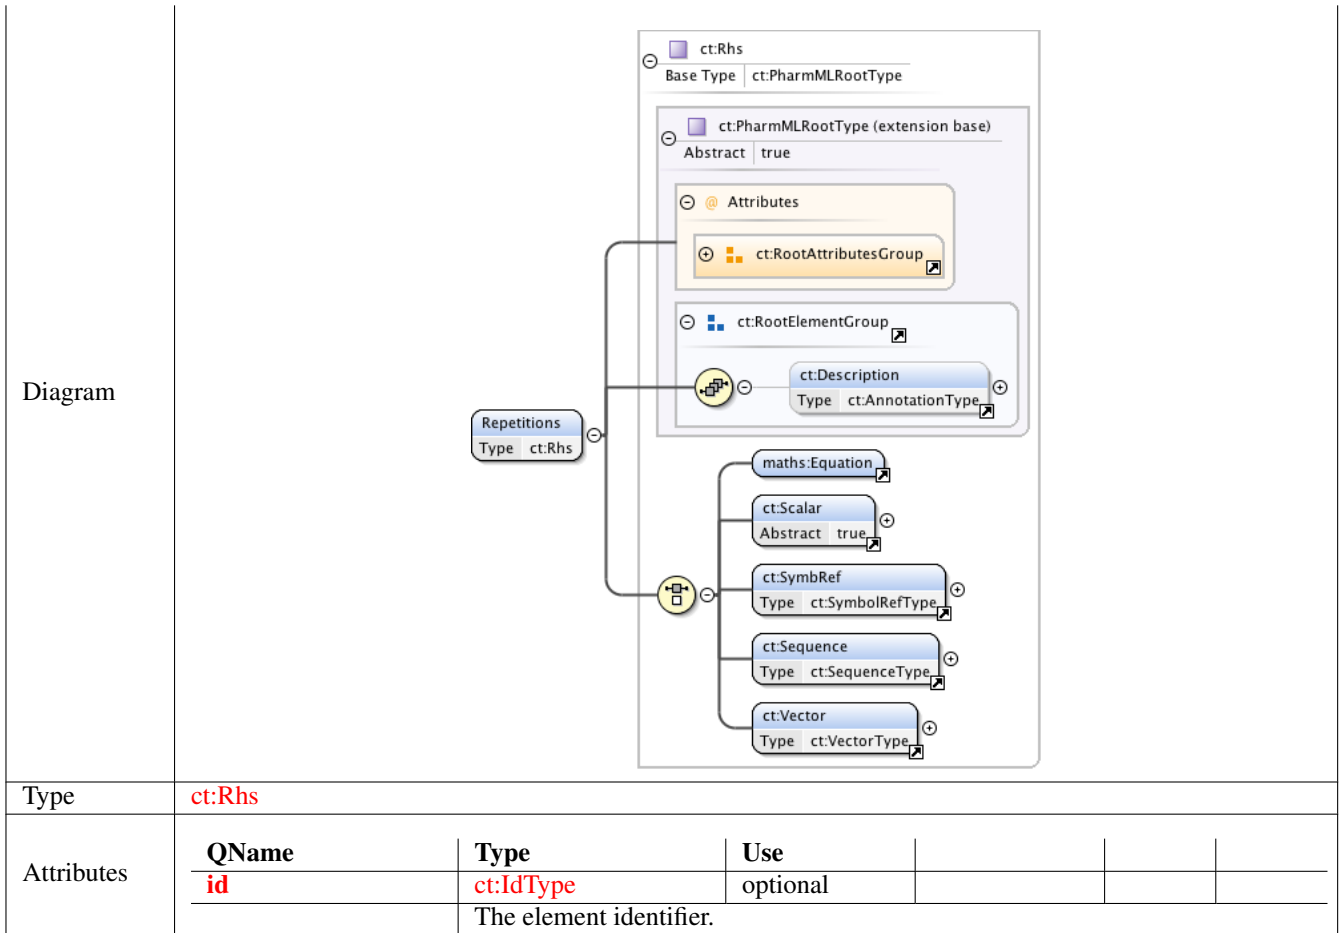 Diagram
ct:Rhs
Base Type ct:PharmMLRootType
ct:PharmMLRootType (extension base)
Abstract true
@ Attributes
ct:RootAttributesGroup
ct:RootElementGroup
ct:Description
Type ct:AnnotationType
Repetitions
Type ct:Rhs
maths:Equation
ct:Scalar
Abstract true
ct:SymbRef
Type ct:SymbolRefType
ct:Sequence
Type ct:SequenceType
ct:Vector
Type ct:VectorType
Type ct:Rhs
Attributes
QName Type Use
id ct:IdType optional
The element identifier.